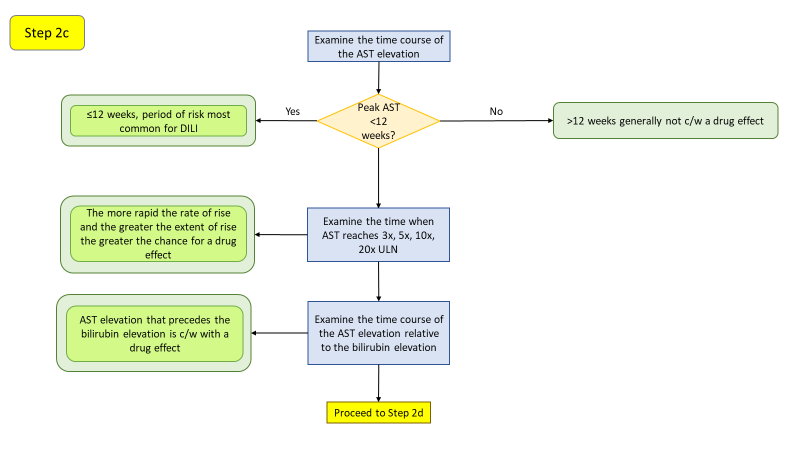 Step 2c
Examine the time course of
the AST elevation
Peak AST
<12
weeks?
Yes
No
≤12 weeks, period of risk most
common for DILI
>12 weeks generally not c/w a drug effect
The more rapid the rate of rise
and the greater the extent of rise
the greater the chance for a drug
effect
Examine the time when
AST reaches 3x, 5x, 10x,
20x ULN
AST elevation that precedes the
bilirubin elevation is c/w with a
drug effect
Examine the time course of
the AST elevation relative
to the bilirubin elevation
Proceed to Step 2d